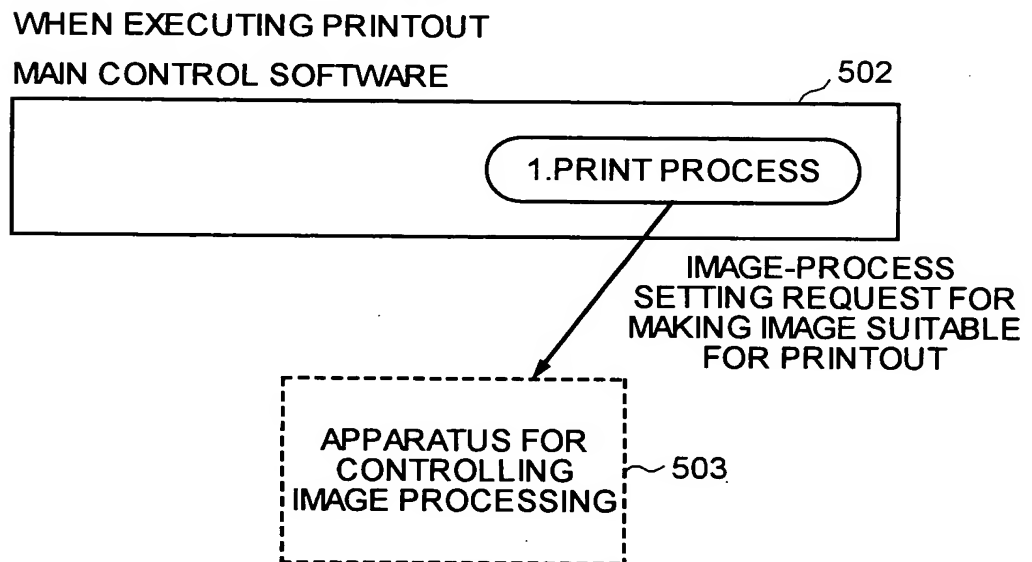 WHEN EXECUTING PRINTOUT
MAIN CONTROL SOFTWARE
502
1.PRINT PROCESS
IMAGE-PROCESS
SETTING REQUEST FOR
MAKING IMAGE SUITABLE
FOR PRINTOUT
APPARATUS FOR
CONTROLLING
IMAGE PROCESSING
503